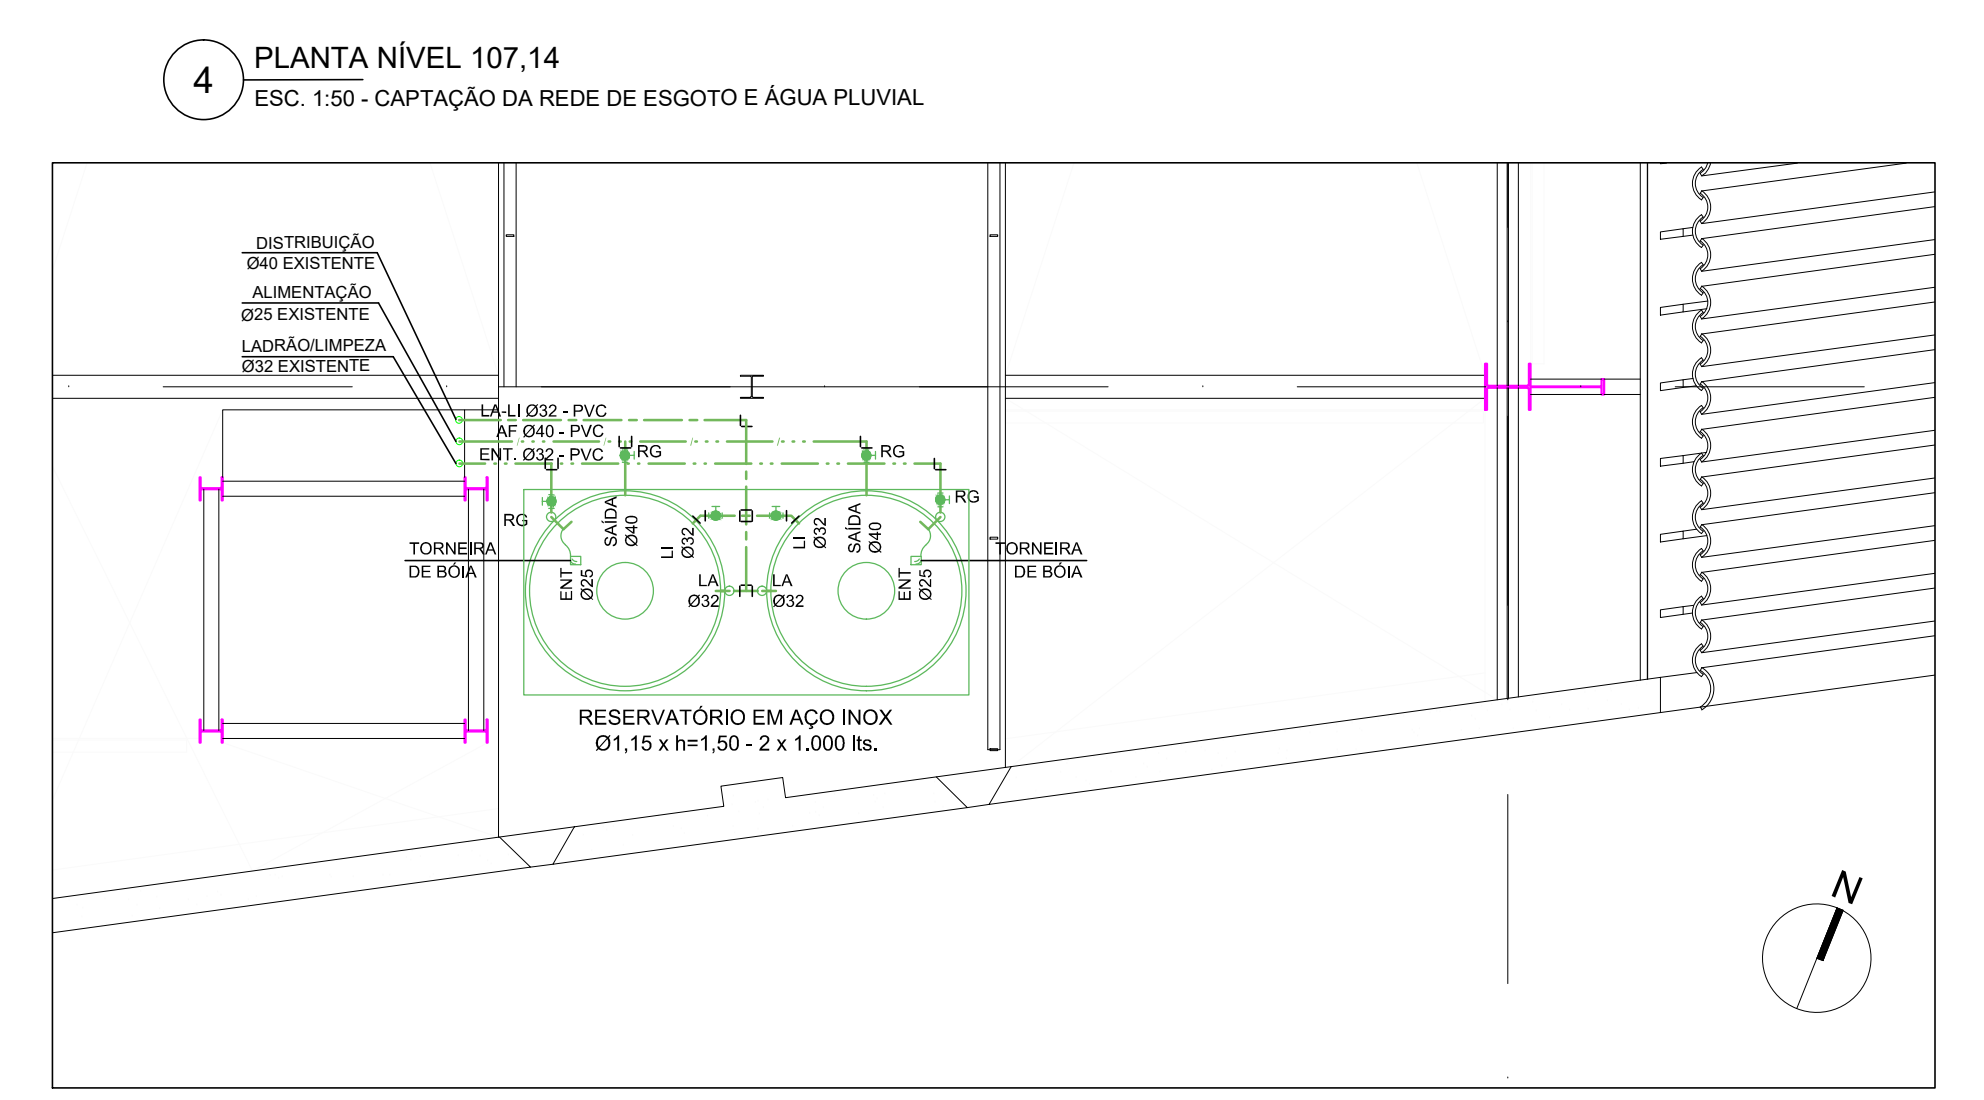 4
PLANTA NÍVEL 107,14
ESC. 1:50 - CAPTAÇÃO DA REDE DE ESGOTO E ÁGUA PLUVIAL
DISTRIBUIÇÃO
Ø40 EXISTENTE
ALIMENTAÇÃO
Ø25 EXISTENTE
LADRÃO/LIMPEZA
Ø32 EXISTENTE
LA-LI Ø32 - PVC
AF Ø40 - PVC
ENT. Ø32 - PVC
RG
RG
RG
RG
SAÍDA
Ø40
LI
Ø32
LI
Ø32
SAÍDA
Ø40
TORNEIRA
DE BÓIA
TORNEIRA
DE BÓIA
ENT
Ø25
LA
Ø32
LA
Ø32
ENT
Ø25
RESERVATÓRIO EM AÇO INOX
Ø1,15 x h=1,50 - 2 x 1.000 lts.
N